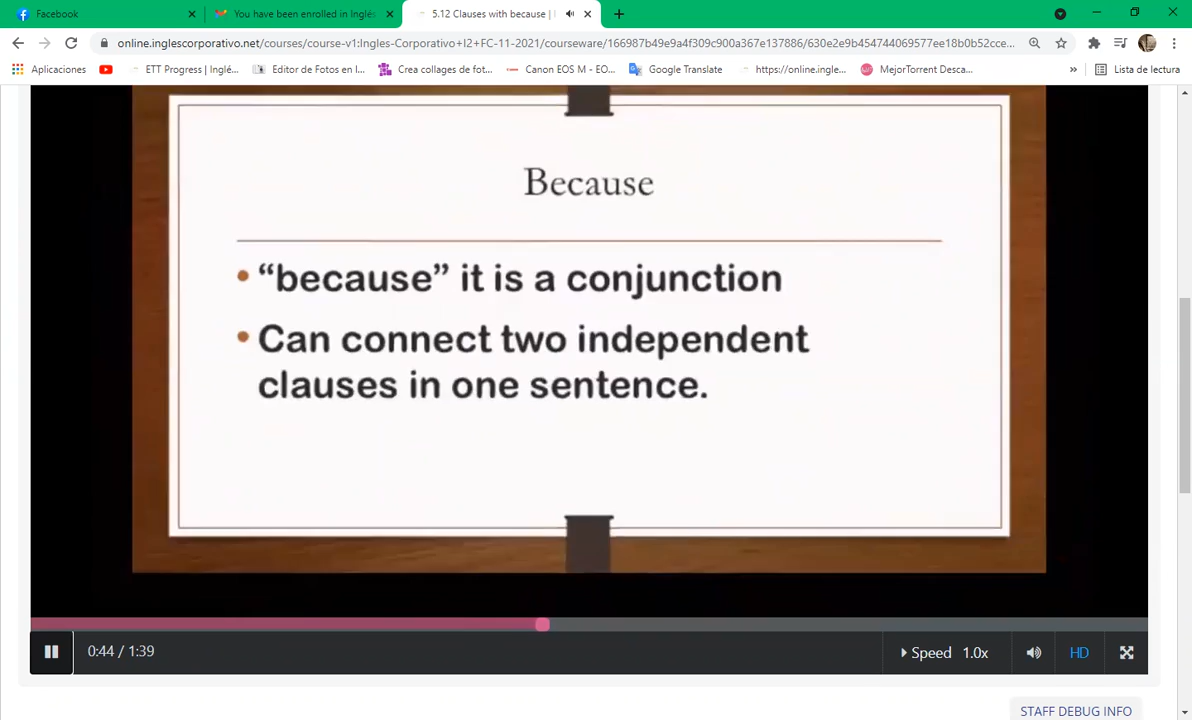 Facebook
You have been enrolled in Inglés
5.12 Clauses with because |
online.inglescorporativo.net/courses/course-v1:Ingles-Corporativo+I2+FC-11-2021/courseware/166987b49e9a4f309c900a367e137886/630e2e9b454744069577ee18b0b52cce...
Aplicaciones
ETT Progress | Inglé...
Editor de Fotos en l...
Crea collages de fot...
Canon EOS M - EO...
Google Translate
https://online.ingle...
MejorTorrent Desca...
»
Lista de lectura
Because
• “because” it is a conjunction
• Can connect two independent
clauses in one sentence.
0:44 / 1:39
Speed 1.0x
HD
STAFF DEBUG INFO